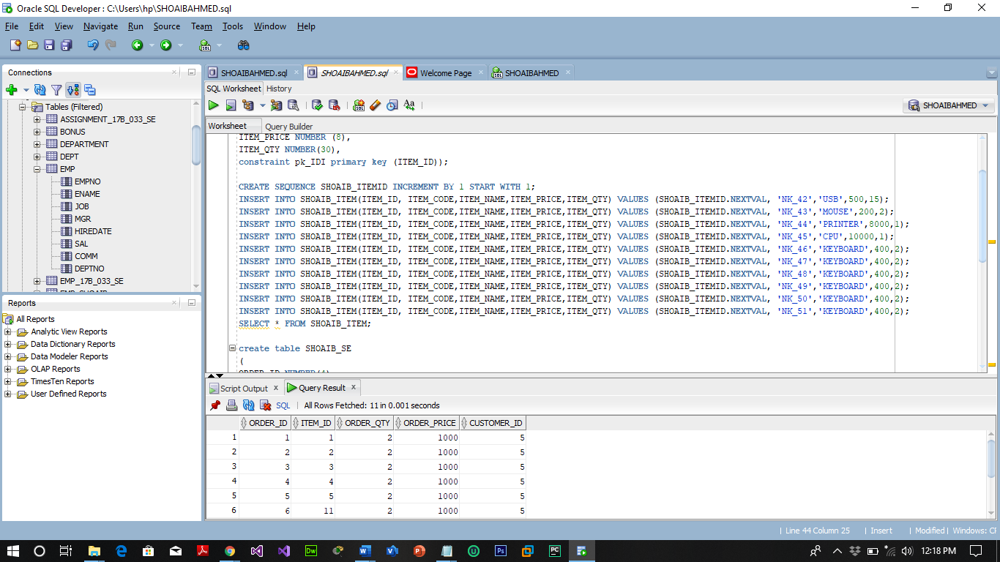 Oracle SQL Developer : C:\Users\hp\SHOAIBAHMED.sql
File Edit View Navigate Run Source Team Tools Window Help
Connections
Tables (Filtered)
ASSIGNMENT_17B_033_SE
BONUS
DEPARTMENT
DEPT
EMP
EMPNO
ENAME
JOB
MGR
HIREDATE
SAL
COMM
DEPTNO
EMP_17B_033_SE
Reports
All Reports
Analytic View Reports
Data Dictionary Reports
Data Modeler Reports
OLAP Reports
TimesTen Reports
User Defined Reports
SHOAIBAHMED.sql SHOAIBAHMED.sql Welcome Page SHOAIBAHMED
SQL Worksheet History
SHOAIBAHMED
Worksheet Query Builder
ITEM_PRICE NUMBER (8),
ITEM_QTY NUMBER(30),
constraint pk_IDI primary key (ITEM_ID));
CREATE SEQUENCE SHOAIB_ITEMID INCREMENT BY 1 START WITH 1;
INSERT INTO SHOAIB_ITEM(ITEM_ID, ITEM_CODE,ITEM_NAME,ITEM_PRICE,ITEM_QTY) VALUES (SHOAIB_ITEMID.NEXTVAL, 'NK_42','USB',500,15);
INSERT INTO SHOAIB_ITEM(ITEM_ID, ITEM_CODE,ITEM_NAME,ITEM_PRICE,ITEM_QTY) VALUES (SHOAIB_ITEMID.NEXTVAL, 'NK_43','MOUSE',200,2);
INSERT INTO SHOAIB_ITEM(ITEM_ID, ITEM_CODE,ITEM_NAME,ITEM_PRICE,ITEM_QTY) VALUES (SHOAIB_ITEMID.NEXTVAL, 'NK_44','PRINTER',8000,1);
INSERT INTO SHOAIB_ITEM(ITEM_ID, ITEM_CODE,ITEM_NAME,ITEM_PRICE,ITEM_QTY) VALUES (SHOAIB_ITEMID.NEXTVAL, 'NK_45','CPU',10000,1);
INSERT INTO SHOAIB_ITEM(ITEM_ID, ITEM_CODE,ITEM_NAME,ITEM_PRICE,ITEM_QTY) VALUES (SHOAIB_ITEMID.NEXTVAL, 'NK_46','KEYBOARD',400,2);
INSERT INTO SHOAIB_ITEM(ITEM_ID, ITEM_CODE,ITEM_NAME,ITEM_PRICE,ITEM_QTY) VALUES (SHOAIB_ITEMID.NEXTVAL, 'NK_47','KEYBOARD',400,2);
INSERT INTO SHOAIB_ITEM(ITEM_ID, ITEM_CODE,ITEM_NAME,ITEM_PRICE,ITEM_QTY) VALUES (SHOAIB_ITEMID.NEXTVAL, 'NK_48','KEYBOARD',400,2);
INSERT INTO SHOAIB_ITEM(ITEM_ID, ITEM_CODE,ITEM_NAME,ITEM_PRICE,ITEM_QTY) VALUES (SHOAIB_ITEMID.NEXTVAL, 'NK_49','KEYBOARD',400,2);
INSERT INTO SHOAIB_ITEM(ITEM_ID, ITEM_CODE,ITEM_NAME,ITEM_PRICE,ITEM_QTY) VALUES (SHOAIB_ITEMID.NEXTVAL, 'NK_50','KEYBOARD',400,2);
INSERT INTO SHOAIB_ITEM(ITEM_ID, ITEM_CODE,ITEM_NAME,ITEM_PRICE,ITEM_QTY) VALUES (SHOAIB_ITEMID.NEXTVAL, 'NK_51','KEYBOARD',400,2);
SELECT * FROM SHOAIB_ITEM;
create table SHOAIB_SE
(
Script Output Query Result
SQL All Rows Fetched: 11 in 0.001 seconds
ORDER_ID ITEM_ID ORDER_QTY ORDER_PRICE CUSTOMER_ID
1 1 1 2 1000 5
2 2 2 2 1000 5
3 3 3 2 1000 5
4 4 4 2 1000 5
5 5 5 2 1000 5
6 6 11 2 1000 5
Line 44 Column 25 Insert Modified Windows: CF
12:18 PM